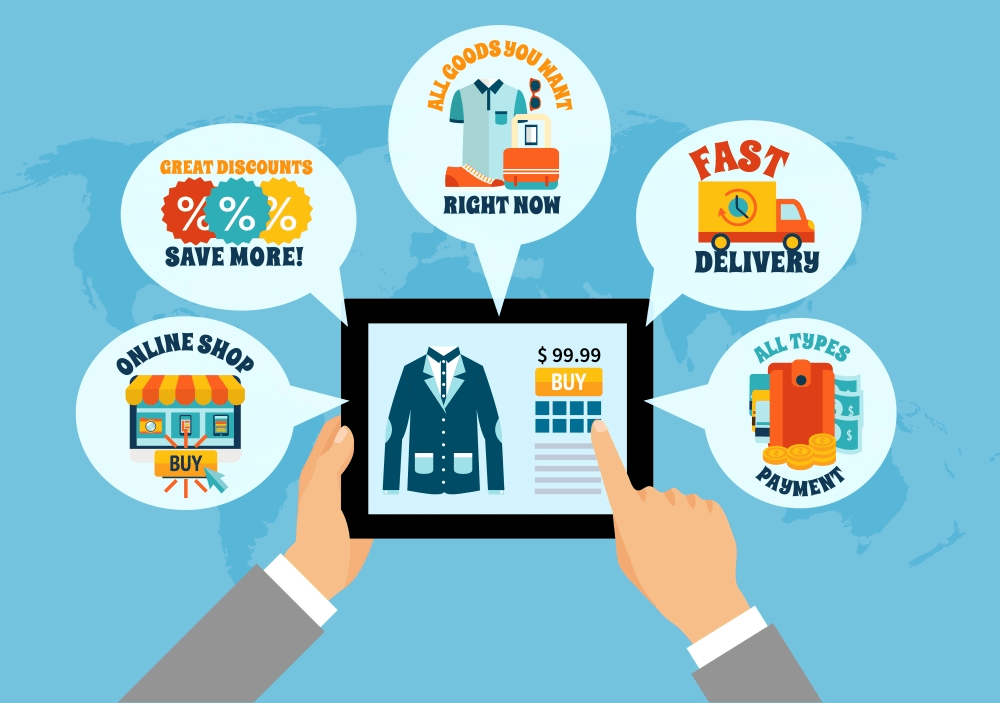 ALL GOODS YOU WANT
RIGHT NOW
GREAT DISCOUNTS
% % %
SAVE MORE!
FAST
DELIVERY
ONLINE SHOP
BUY
$ 99.99
BUY
ALL TYPES
$
$
PAYMENT